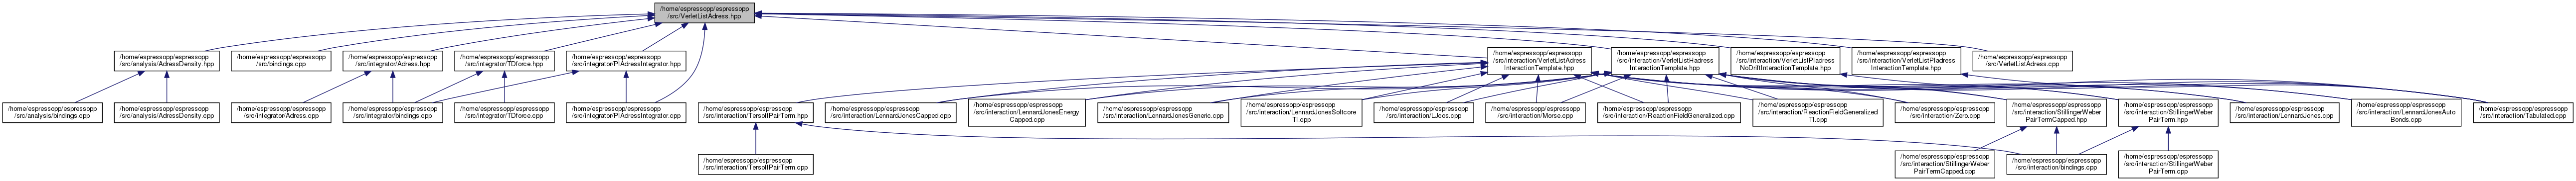 /home/espressopp/espressopp
/src/VerletListAdress.hpp
/home/espressopp/espressopp
/src/analysis/AdressDensity.hpp
/home/espressopp/espressopp
/src/bindings.cpp
/home/espressopp/espressopp
/src/integrator/Adress.hpp
/home/espressopp/espressopp
/src/integrator/TDforce.hpp
/home/espressopp/espressopp
/src/integrator/PIAdressIntegrator.hpp
/home/espressopp/espressopp
/src/interaction/VerletListAdress
InteractionTemplate.hpp
/home/espressopp/espressopp
/src/interaction/VerletListHadress
InteractionTemplate.hpp
/home/espressopp/espressopp
/src/interaction/VerletListPIadress
NoDriftInteractionTemplate.hpp
/home/espressopp/espressopp
/src/interaction/VerletListPIadress
InteractionTemplate.hpp
/home/espressopp/espressopp
/src/VerletListAdress.cpp
/home/espressopp/espressopp
/src/analysis/bindings.cpp
/home/espressopp/espressopp
/src/analysis/AdressDensity.cpp
/home/espressopp/espressopp
/src/integrator/Adress.cpp
/home/espressopp/espressopp
/src/integrator/bindings.cpp
/home/espressopp/espressopp
/src/integrator/TDforce.cpp
/home/espressopp/espressopp
/src/integrator/PIAdressIntegrator.cpp
/home/espressopp/espressopp
/src/interaction/TersoffPairTerm.hpp
/home/espressopp/espressopp
/src/interaction/LennardJonesCapped.cpp
/home/espressopp/espressopp
/src/interaction/LennardJonesEnergy
Capped.cpp
/home/espressopp/espressopp
/src/interaction/LennardJonesGeneric.cpp
/home/espressopp/espressopp
/src/interaction/LennardJonesSoftcore
TI.cpp
/home/espressopp/espressopp
/src/interaction/LJcos.cpp
/home/espressopp/espressopp
/src/interaction/Morse.cpp
/home/espressopp/espressopp
/src/interaction/ReactionFieldGeneralized.cpp
/home/espressopp/espressopp
/src/interaction/ReactionFieldGeneralized
TI.cpp
/home/espressopp/espressopp
/src/interaction/Zero.cpp
/home/espressopp/espressopp
/src/interaction/StillingerWeber
PairTermCapped.hpp
/home/espressopp/espressopp
/src/interaction/StillingerWeber
PairTerm.hpp
/home/espressopp/espressopp
/src/interaction/LennardJones.cpp
/home/espressopp/espressopp
/src/interaction/LennardJonesAuto
Bonds.cpp
/home/espressopp/espressopp
/src/interaction/Tabulated.cpp
/home/espressopp/espressopp
/src/interaction/TersoffPairTerm.cpp
/home/espressopp/espressopp
/src/interaction/StillingerWeber
PairTermCapped.cpp
/home/espressopp/espressopp
/src/interaction/bindings.cpp
/home/espressopp/espressopp
/src/interaction/StillingerWeber
PairTerm.cpp